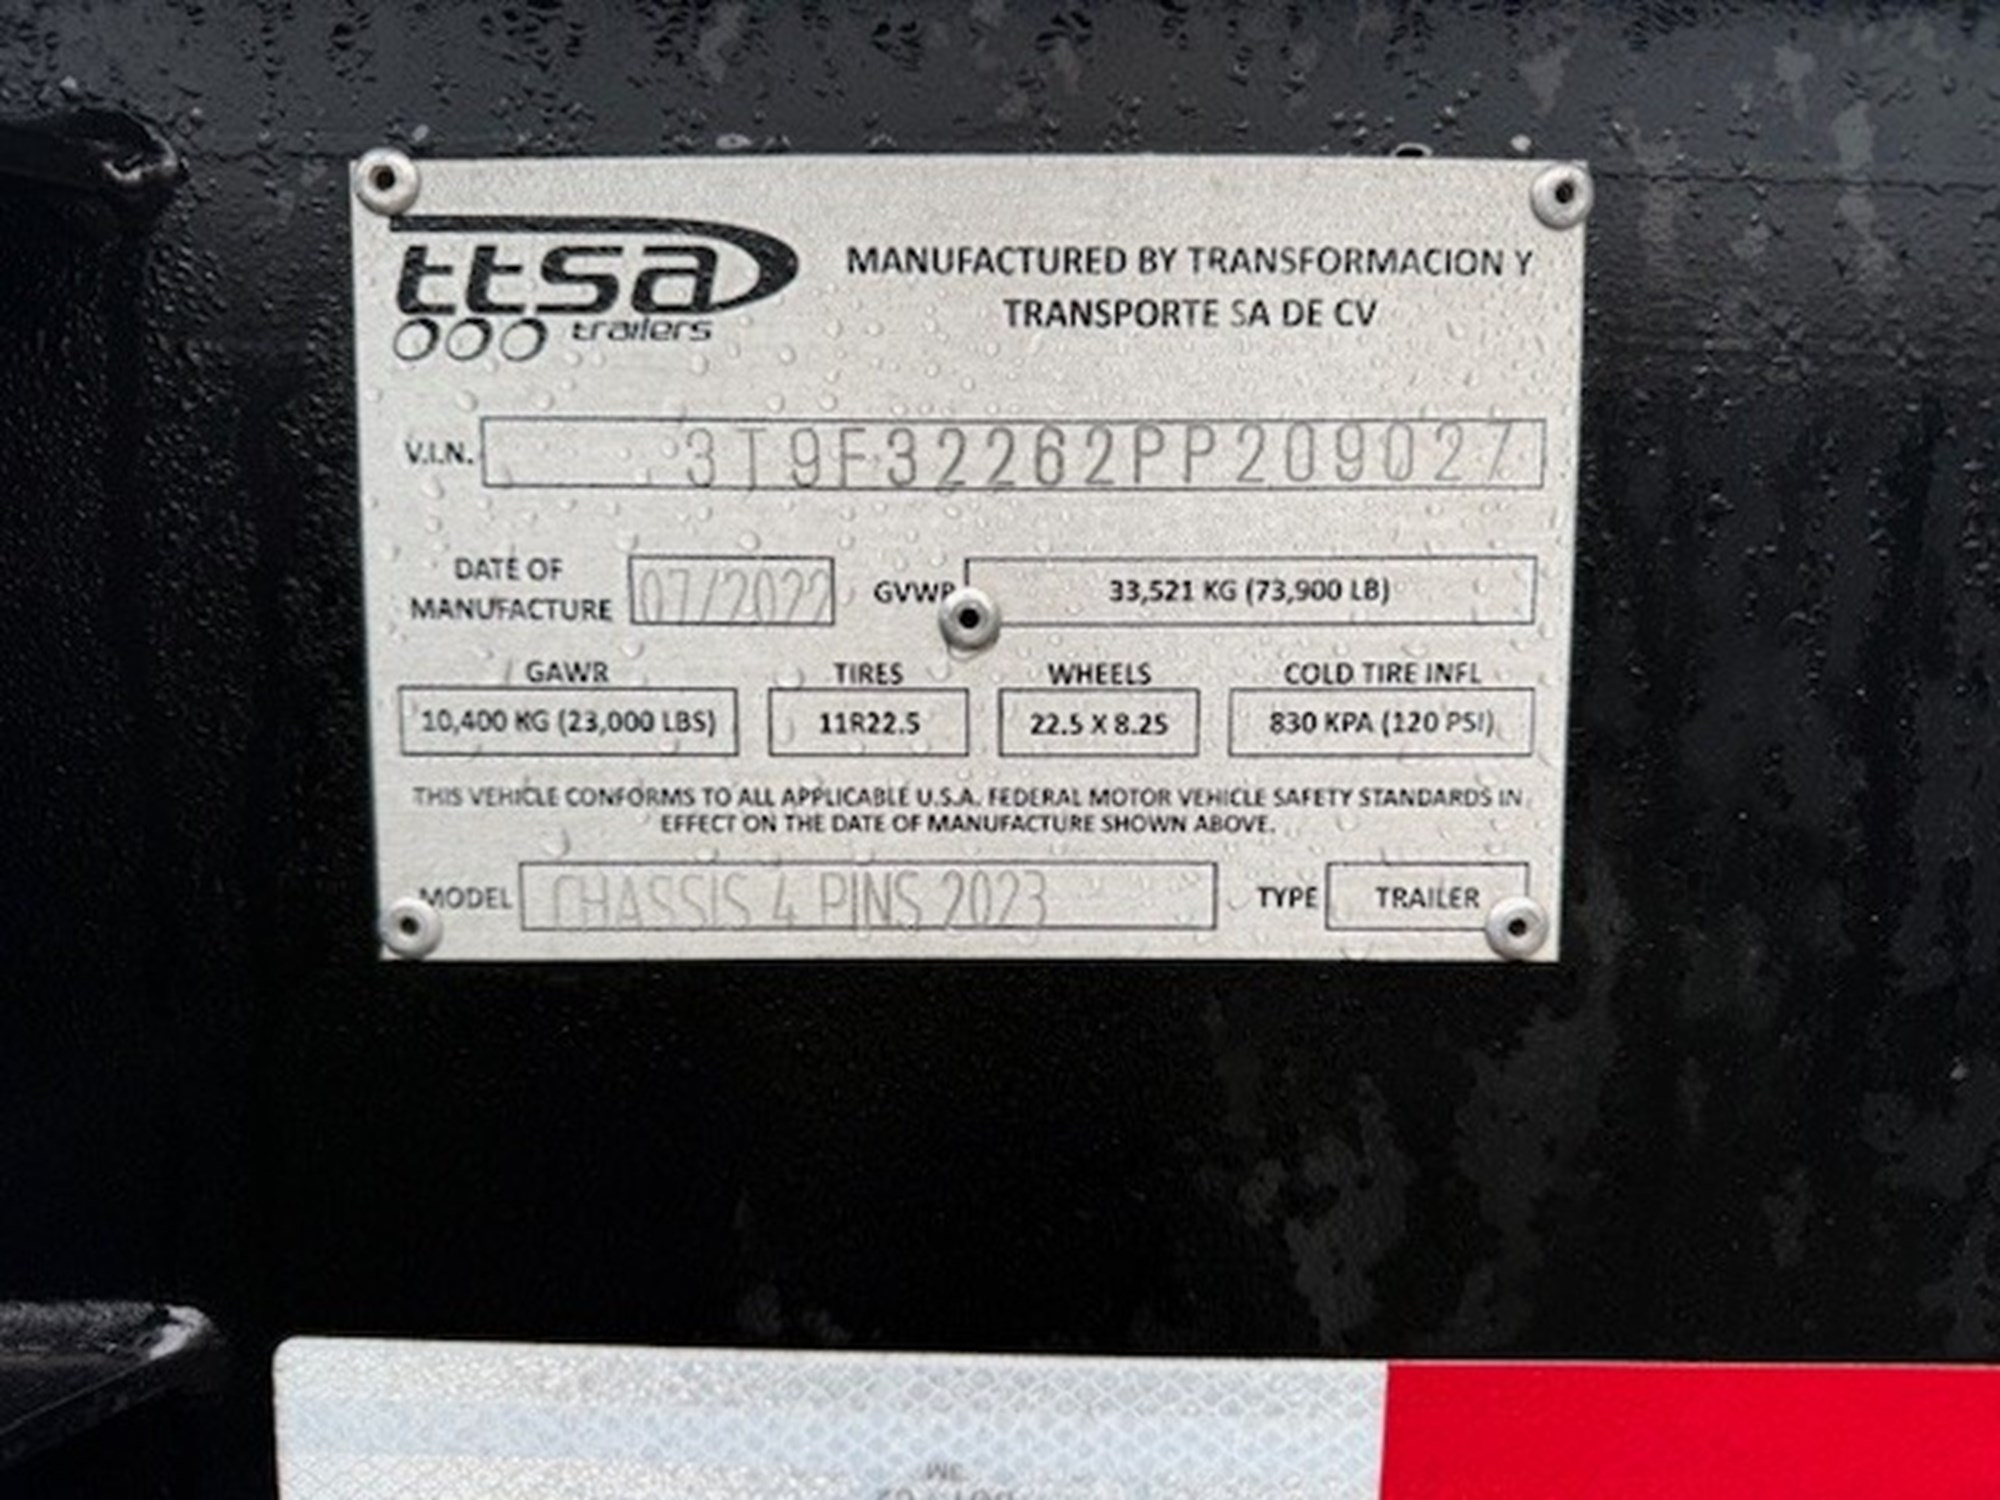 ttsa
trailers
MANUFACTURED BY TRANSFORMACION Y
TRANSPORTE SA DE CV
V.I.N. 3T9F32262PP209027
DATE OF
MANUFACTURE 07/2022 GVWR 33,521 KG (73,900 LB)
GAWR TIRES WHEELS COLD TIRE INFL
10,400 KG (23,000 LBS) 11R22.5 22.5 X 8.25 830 KPA (120 PSI)
THIS VEHICLE CONFORMS TO ALL APPLICABLE U.S.A. FEDERAL MOTOR VEHICLE SAFETY STANDARDS IN
EFFECT ON THE DATE OF MANUFACTURE SHOWN ABOVE.
MODEL CHASSIS 4 PINS 2023 TYPE TRAILER